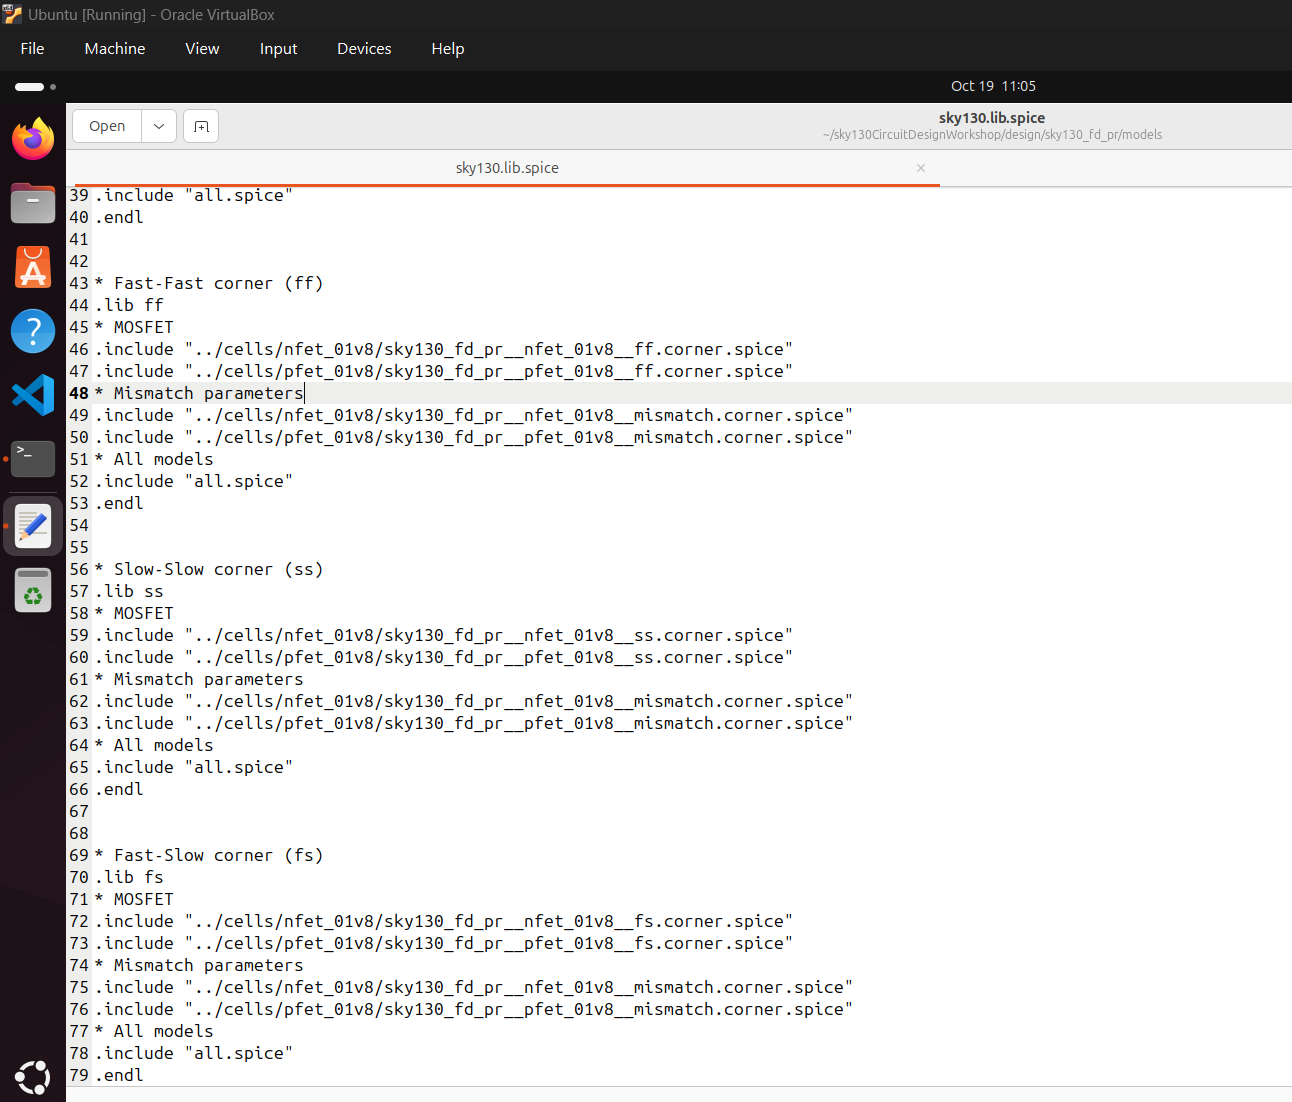 Ubuntu [Running] - Oracle VirtualBox
File Machine View Input Devices Help
Oct 19 11:05
Open
sky130.lib.spice
~/sky130CircuitDesignWorkshop/design/sky130_fd_pr/models
sky130.lib.spice
39 .include "all.spice"
40 .endl
41
42
43 * Fast-Fast corner (ff)
44 .lib ff
45 * MOSFET
46 .include "../cells/nfet_01v8/sky130_fd_pr__nfet_01v8__ff.corner.spice"
47 .include "../cells/pfet_01v8/sky130_fd_pr__pfet_01v8__ff.corner.spice"
48 * Mismatch parameters
49 .include "../cells/nfet_01v8/sky130_fd_pr__nfet_01v8__mismatch.corner.spice"
50 .include "../cells/pfet_01v8/sky130_fd_pr__pfet_01v8__mismatch.corner.spice"
51 * All models
52 .include "all.spice"
53 .endl
54
55
56 * Slow-Slow corner (ss)
57 .lib ss
58 * MOSFET
59 .include "../cells/nfet_01v8/sky130_fd_pr__nfet_01v8__ss.corner.spice"
60 .include "../cells/pfet_01v8/sky130_fd_pr__pfet_01v8__ss.corner.spice"
61 * Mismatch parameters
62 .include "../cells/nfet_01v8/sky130_fd_pr__nfet_01v8__mismatch.corner.spice"
63 .include "../cells/pfet_01v8/sky130_fd_pr__pfet_01v8__mismatch.corner.spice"
64 * All models
65 .include "all.spice"
66 .endl
67
68
69 * Fast-Slow corner (fs)
70 .lib fs
71 * MOSFET
72 .include "../cells/nfet_01v8/sky130_fd_pr__nfet_01v8__fs.corner.spice"
73 .include "../cells/pfet_01v8/sky130_fd_pr__pfet_01v8__fs.corner.spice"
74 * Mismatch parameters
75 .include "../cells/nfet_01v8/sky130_fd_pr__nfet_01v8__mismatch.corner.spice"
76 .include "../cells/pfet_01v8/sky130_fd_pr__pfet_01v8__mismatch.corner.spice"
77 * All models
78 .include "all.spice"
79 .endl